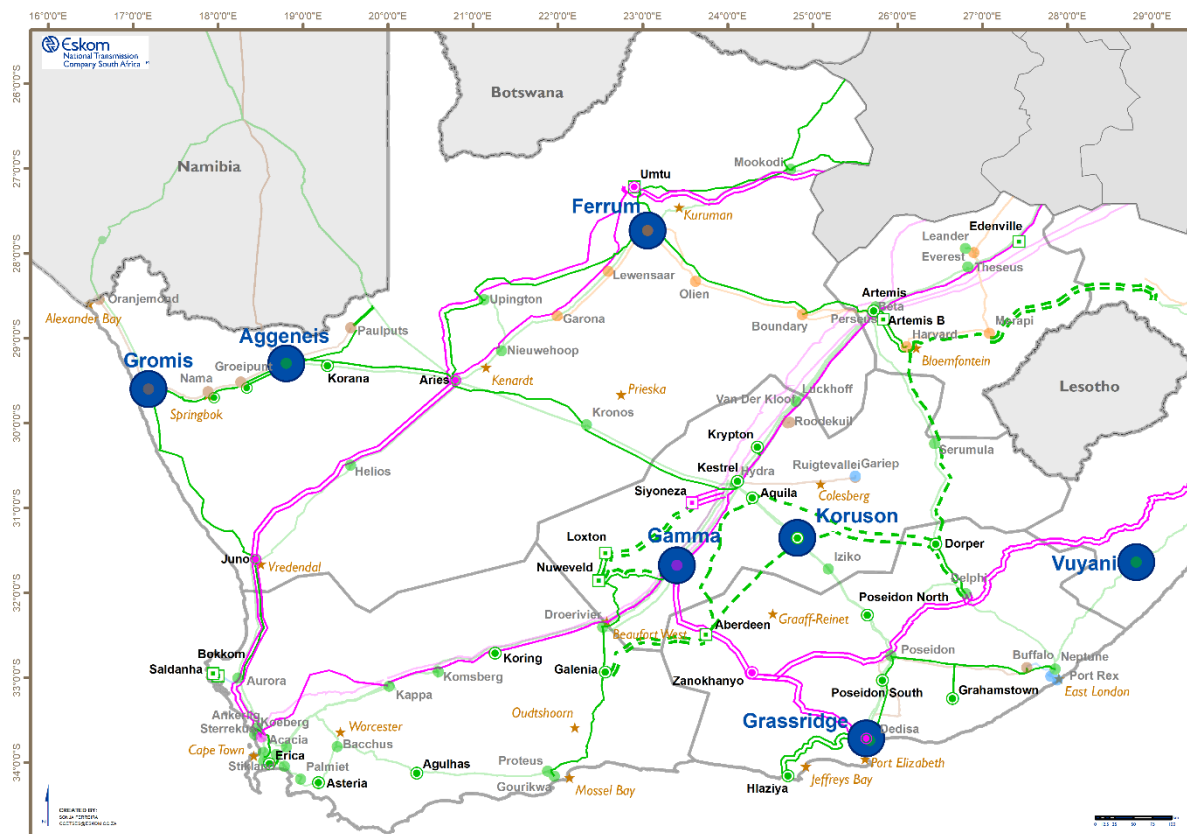 16°0'0"E
17°0'0"E
18°0'0"E
19°0'0"E
20°0'0"E
21°0'0"E
22°0'0"E
23°0'0"E
24°0'0"E
25°0'0"E
26°0'0"E
27°0'0"E
28°0'0"E
29°0'0"E
26°0'0"S
27°0'0"S
28°0'0"S
29°0'0"S
30°0'0"S
31°0'0"S
32°0'0"S
33°0'0"S
34°0'0"S
Eskom
National Transmission
Company South Africa
Botswana
Namibia
Mookodi
Umtu
Ferrum
Kuruman
Edenville
Leander
Everest
Theseus
Lewensaar
Olien
Oranjemond
Alexander Bay
Upington
Garona
Artemis
Beta
Perseus
Artemis B
Boundary
Harvard
Merapi
Bloemfontein
Paulputs
Aggeneis
Gromis
Groeipunt
Nama
Korana
Springbok
Nieuwehoop
Aries
Kenardt
Prieska
Kronos
Lesotho
Luckhoff
Van Der Kloof
Roodekuil
Krypton
Serumula
Helios
Kestrel
Hydra
Ruigtevallei
Gariep
Colesberg
Siyoneza
Aquila
Koruson
Loxton
Gamma
Juno
Vredendal
Nuweveld
Iziko
Dorper
Vuyani
Delphi
Poseidon North
Droerivier
Beaufort West
Aberdeen
Graaff-Reinet
Bokkom
Saldanha
Aurora
Koring
Komsberg
Kappa
Galenia
Zanokhanyo
Poseidon
Poseidon South
Grahamstown
Buffalo
Neptune
Port Rex
East London
Ankerlig
Koeberg
Sterrekus
Acacia
Cape Town
Stikland
Erica
Worcester
Bacchus
Oudtshoorn
Grassridge
Dedisa
Palmiet
Asteria
Agulhas
Proteus
Gourikwa
Mossel Bay
Port Elizabeth
Jeffreys Bay
Hlaziya
CREATED BY: